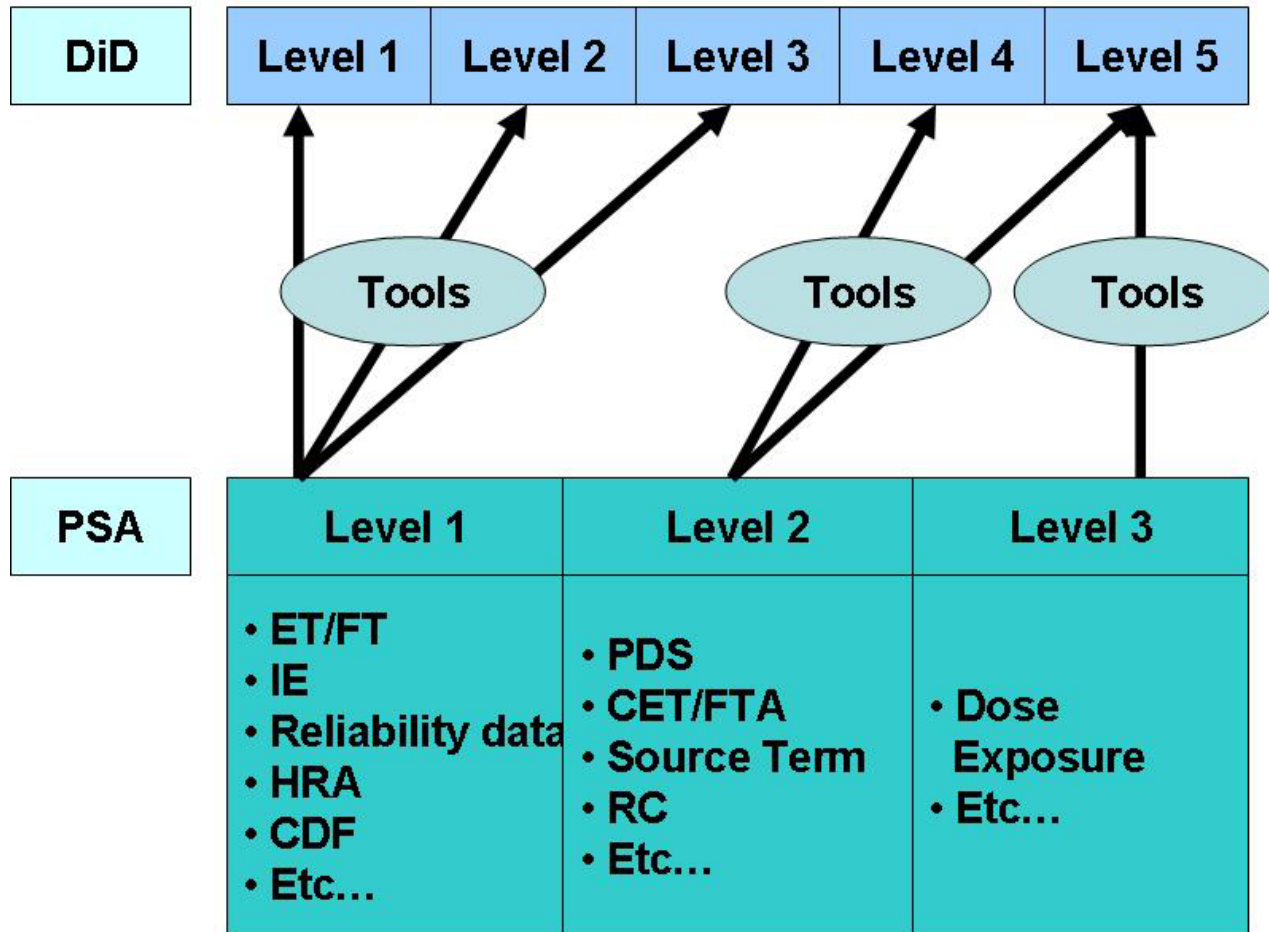 DiD
Level 1
Level 2
Level 3
Level 4
Level 5
Tools
Tools
Tools
PSA
Level 1
Level 2
Level 3
• ET/FT
• IE
• Reliability data
• HRA
• CDF
• Etc...
• PDS
• CET/FTA
• Source Term
• RC
• Etc...
• Dose
Exposure
• Etc...